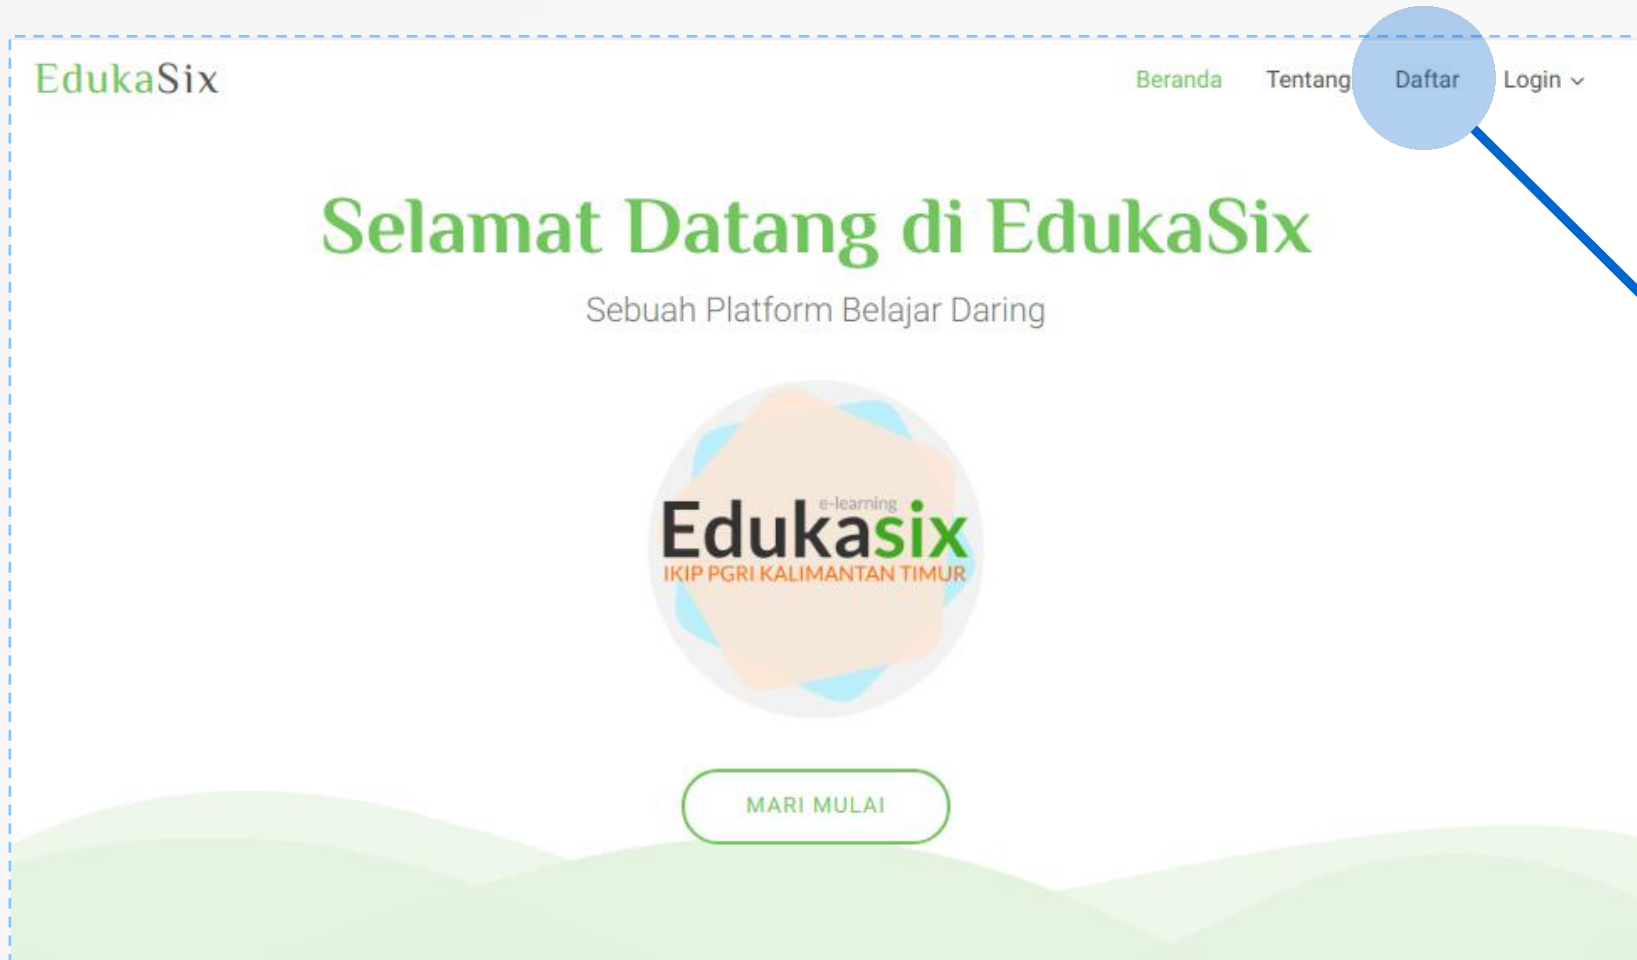 EdukaSix
Beranda Tentang Daftar Login
Selamat Datang di EdukaSix
Sebuah Platform Belajar Daring
e-learning
Edukasix
IKIP PGRI KALIMANTAN TIMUR
MARI MULAI